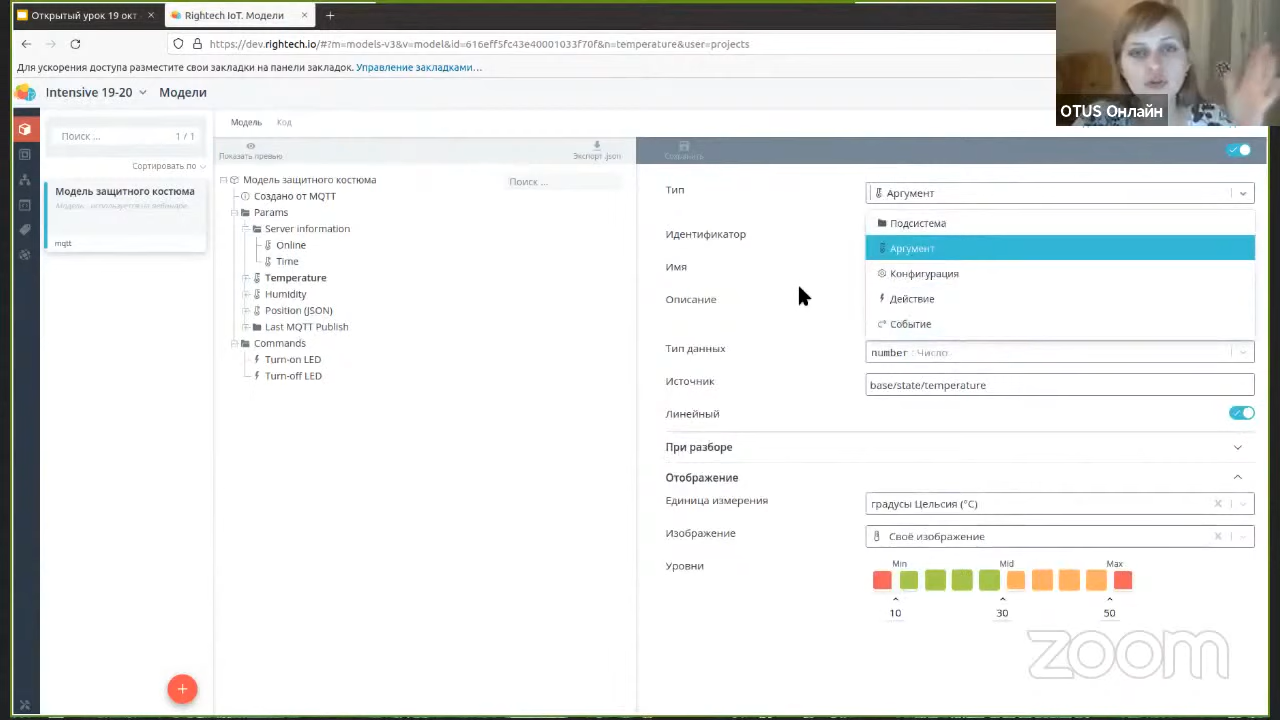 Открытый урок 19 окт
Rightech IoT. Модели
https://dev.rightech.io/#?m=models-v3&v=model&id=616eff5fc43e40001033f70f&n=temperature&user=projects
Для ускорения доступа разместите свои закладки на панели закладок. Управление закладками…
Intensive 19-20
Модели
OTUS Онлайн
Поиск ...
1 / 1
Сортировать по
Модель защитного костюма
mqtt
Модель
Код
Показать превью
Экспорт .json
Поиск ...
Модель защитного костюма
Создано от MQTT
Params
Server information
Online
Time
Temperature
Humidity
Position (JSON)
Last MQTT Publish
Commands
Turn-on LED
Turn-off LED
Сохранить
Тип
Аргумент
Подсистема
Аргумент
Конфигурация
Действие
Событие
Идентификатор
Имя
Описание
Тип данных
number : Число
Источник
base/state/temperature
Линейный
При разборе
Отображение
Единица измерения
градусы Цельсия (°C)
Изображение
Своё изображение
Уровни
Min
Mid
Max
10
30
50
zoom